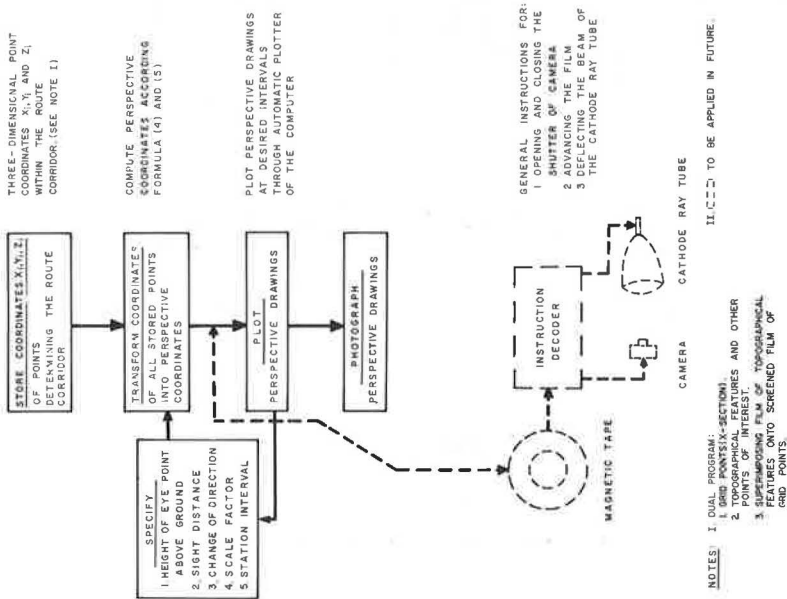 THREE-DIMENSIONAL POINT
COORDINATES Xi, Yi AND Zi
WITHIN THE ROUTE
CORRIDOR. (SEE NOTE I)
STORE COORDINATES Xi, Yi, Zi
OF POINTS
DETERMINING THE ROUTE
CORRIDOR
COMPUTE PERSPECTIVE
COORDINATES ACCORDING
FORMULA (4) AND (5)
TRANSFORM COORDINATES
OF ALL STORED POINTS
INTO PERSPECTIVE
COORDINATES
SPECIFY
1. HEIGHT OF EYE POINT
ABOVE GROUND
2. SIGHT DISTANCE
3. CHANGE OF DIRECTION
4. SCALE FACTOR
5 STATION INTERVAL
PLOT PERSPECTIVE DRAWINGS
AT DESIRED INTERVALS
THROUGH AUTOMATIC PLOTTER
OF THE COMPUTER
PLOT
PERSPECTIVE DRAWINGS
PHOTOGRAPH
PERSPECTIVE DRAWINGS
GENERAL INSTRUCTIONS FOR:
1 OPENING AND CLOSING THE
SHUTTER OF CAMERA
2 ADVANCING THE FILM
3 DEFLECTING THE BEAM OF
THE CATHODE RAY TUBE
INSTRUCTION
DECODER
MAGNETIC TAPE
CAMERA
CATHODE RAY TUBE
NOTES: I. DUAL PROGRAM:
1. GRID POINTS (X-SECTION).
2. TOPOGRAPHICAL FEATURES AND OTHER
POINTS OF INTEREST.
3. SUPERIMPOSING FILM OF TOPOGRAPHICAL
FEATURES ONTO SCREENED FILM OF
GRID POINTS.
II. TO BE APPLIED IN FUTURE.